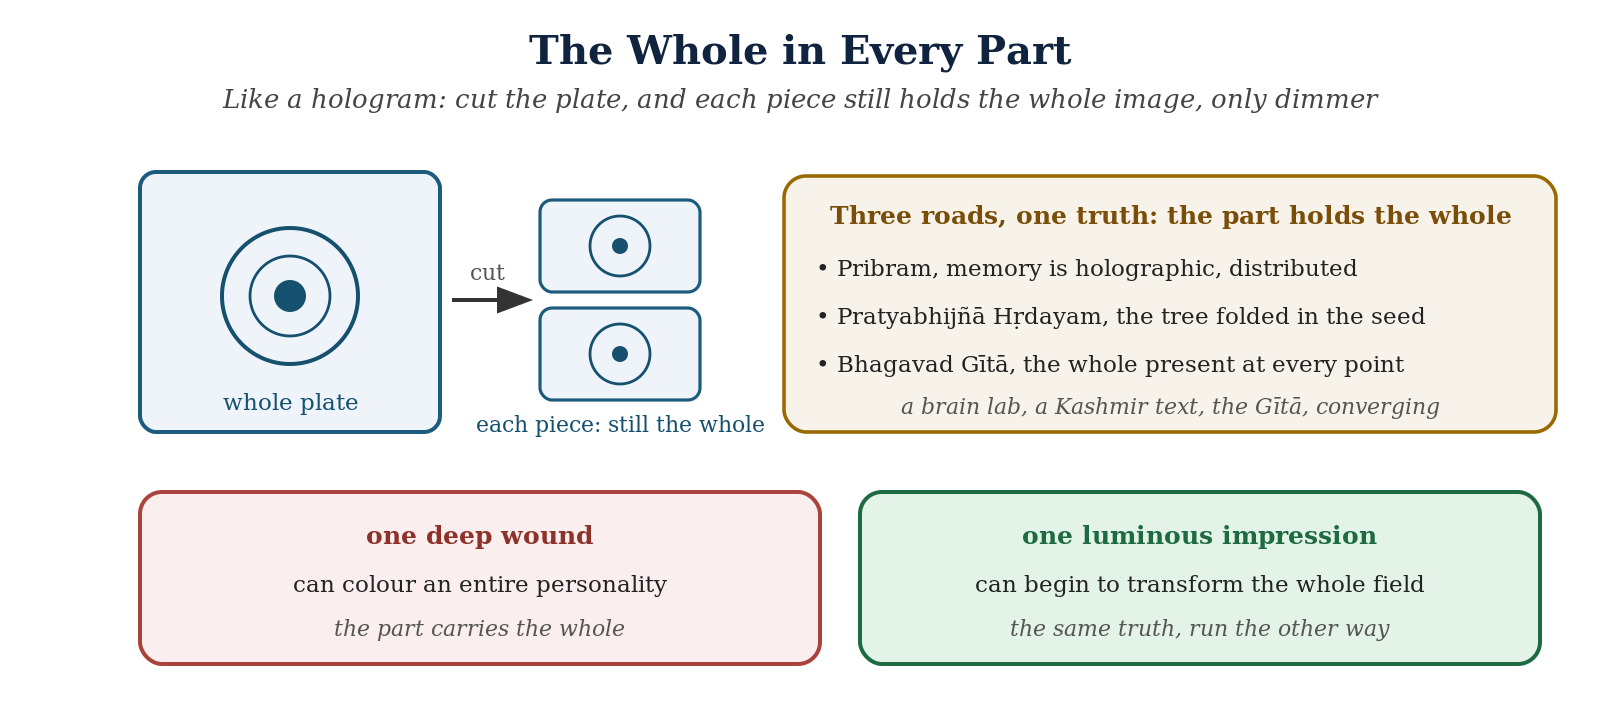 The Whole in Every Part
Like a hologram: cut the plate, and each piece still holds the whole image, only dimmer
whole plate
cut
each piece: still the whole
Three roads, one truth: the part holds the whole
• Pribram, memory is holographic, distributed
• Pratyabhijñā Hṛdayam, the tree folded in the seed
• Bhagavad Gītā, the whole present at every point
a brain lab, a Kashmir text, the Gītā, converging
one deep wound
can colour an entire personality
the part carries the whole
one luminous impression
can begin to transform the whole field
the same truth, run the other way